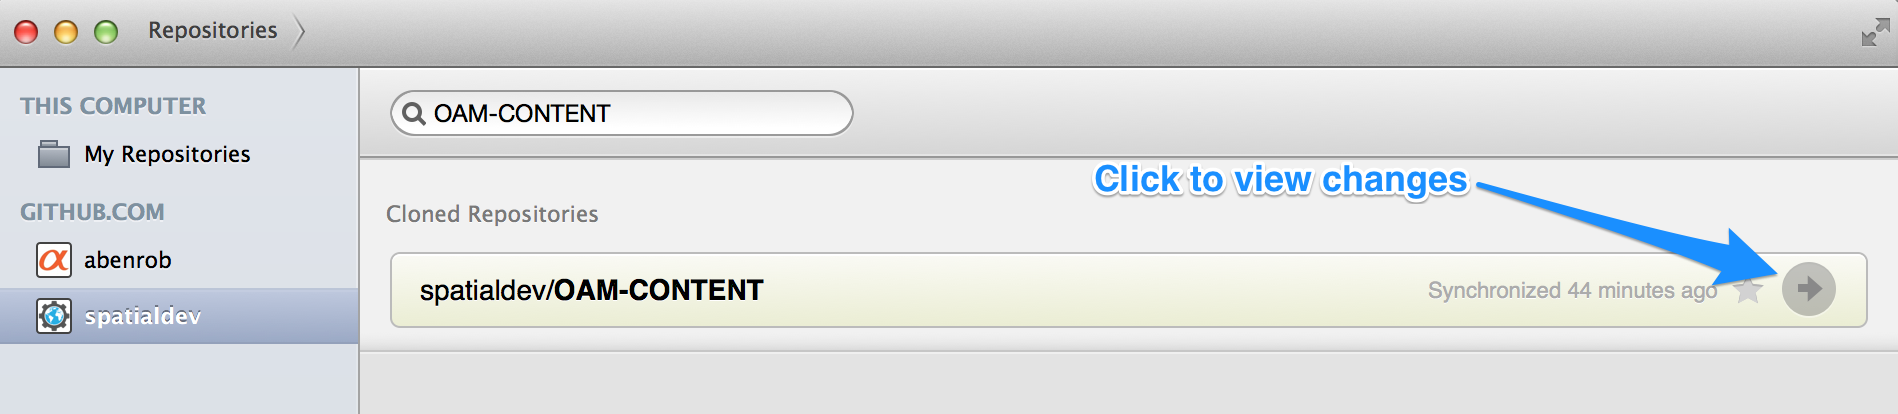 Repositories
THIS COMPUTER
My Repositories
GITHUB.COM
abenrob
spatialdev
OAM-CONTENT
Click to view changes
Cloned Repositories
spatialdev/OAM-CONTENT
Synchronized 44 minutes ago